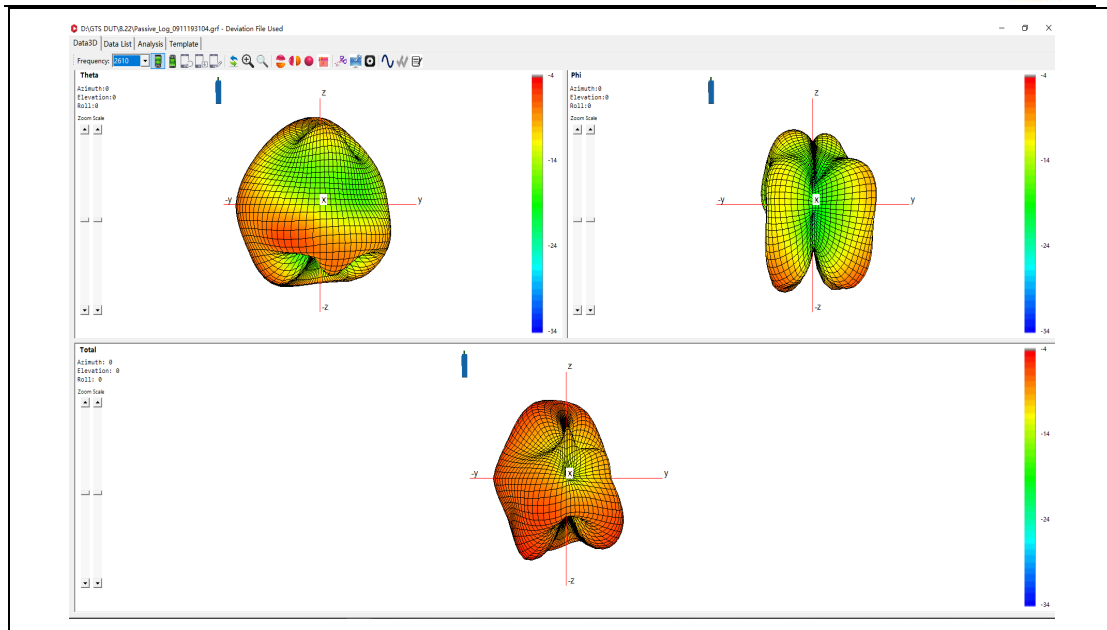 D:\GTS DUT\8.22\Passive_Log_0911193104.grf - Deviation File Used
Data3D Data List Analysis Template
Frequency: 2610
Theta
Azimuth:0
Elevation:0
Roll:0
Zoom Scale
z
-y
x
y
-z
-4
-14
-24
-34
Phi
Azimuth:0
Elevation:0
Roll:0
Zoom Scale
z
-y
x
y
-z
-4
-14
-24
-34
Total
Azimuth: 0
Elevation: 0
Roll: 0
Zoom Scale
z
-y
x
y
-z
-4
-14
-24
-34